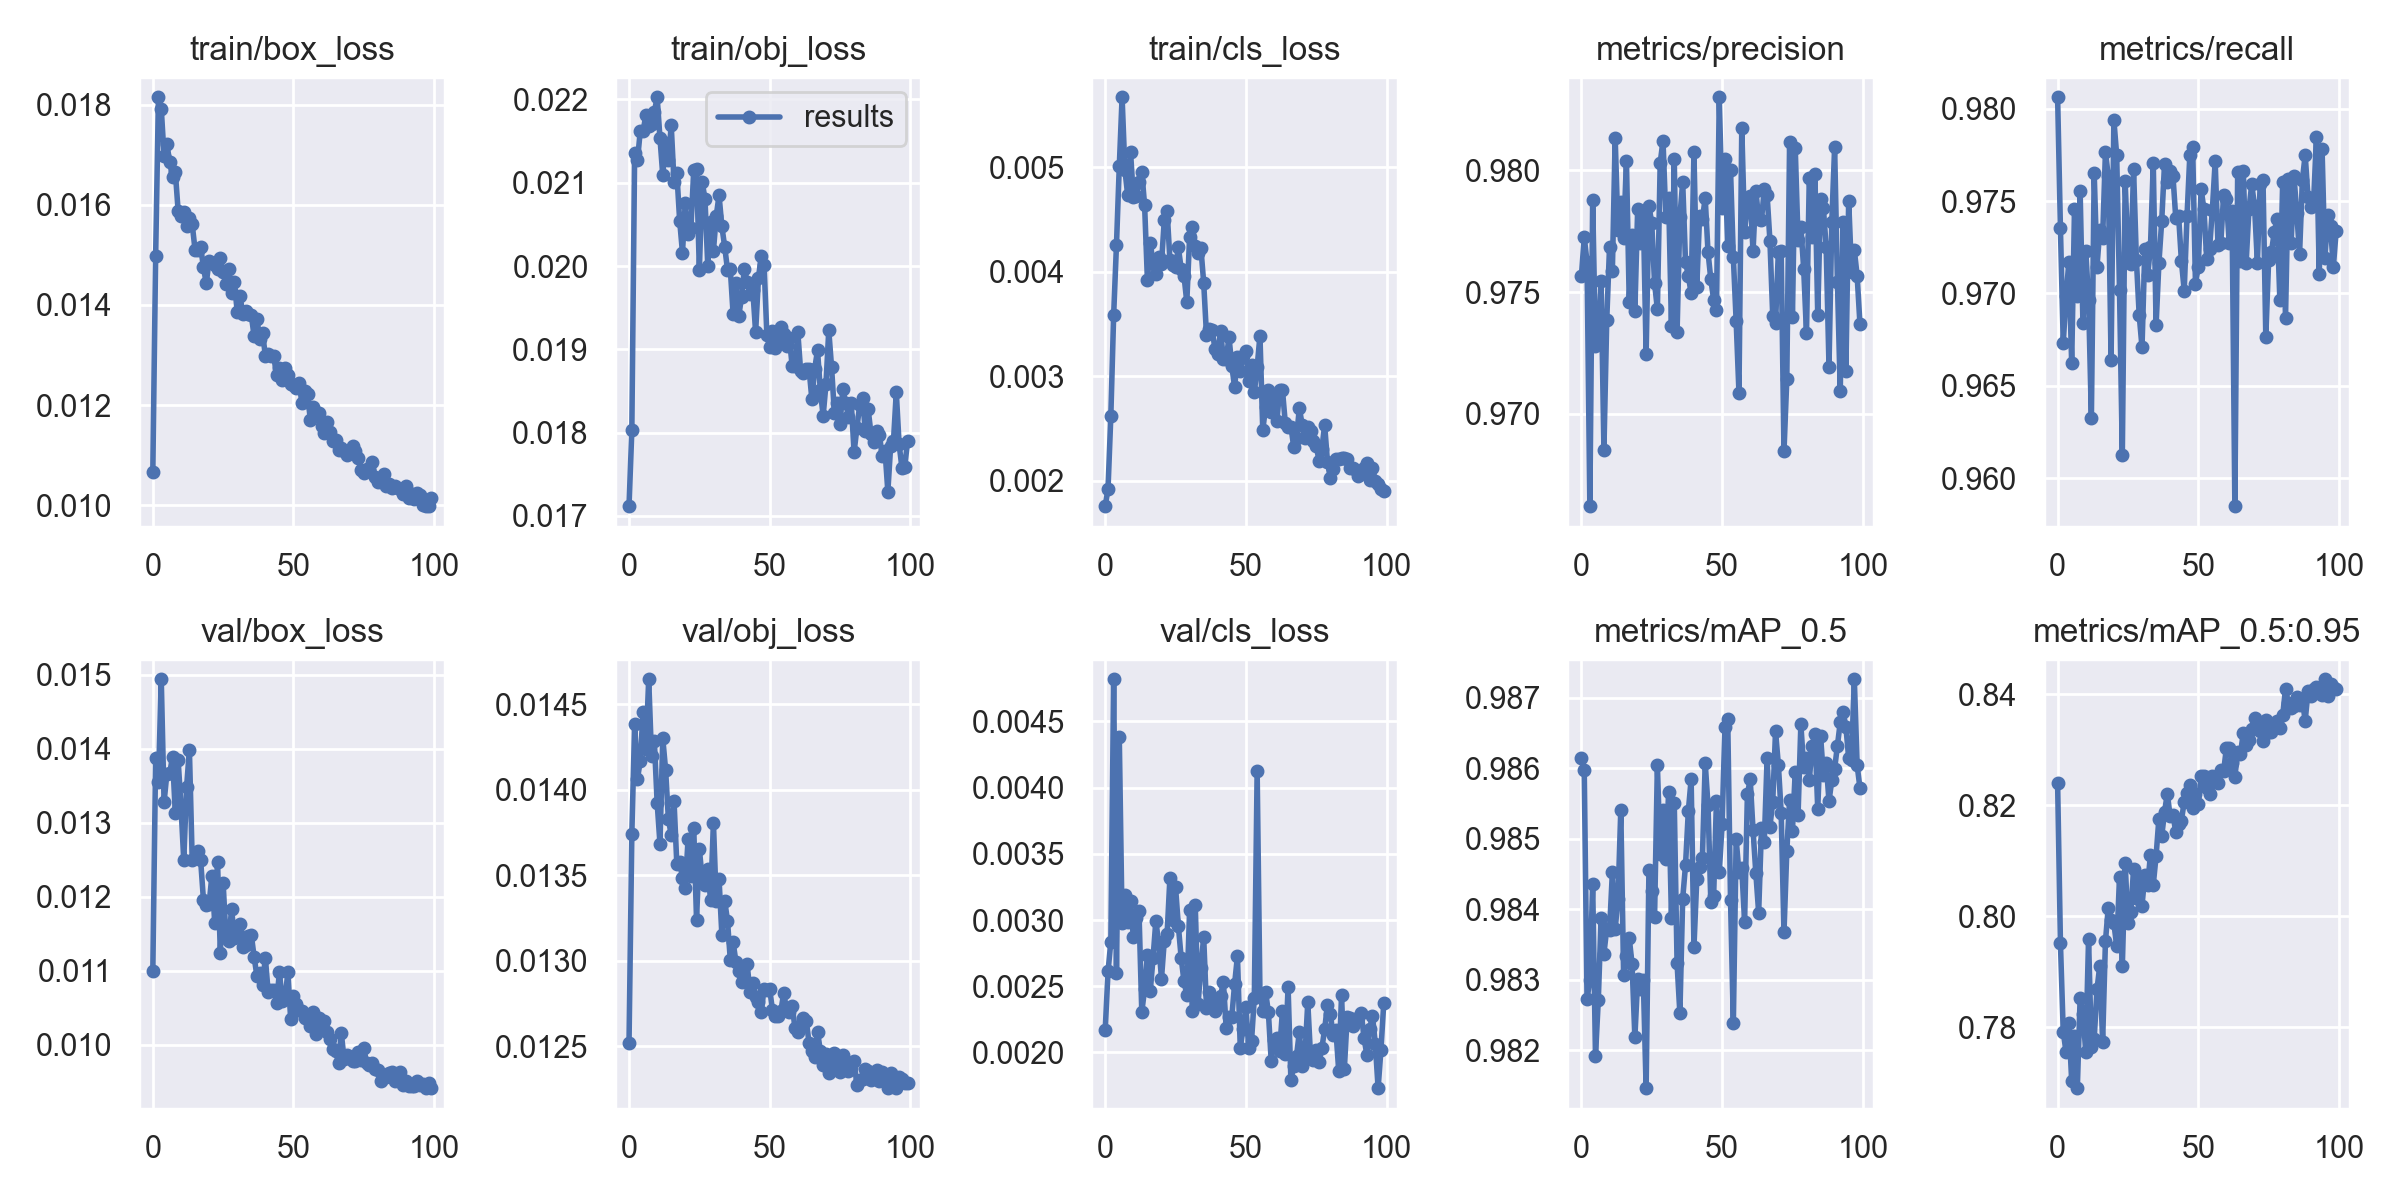 train/box_loss
0.018
0.016
0.014
0.012
0.010
0 50 100
train/obj_loss
results
0.022
0.021
0.020
0.019
0.018
0.017
0 50 100
train/cls_loss
0.005
0.004
0.003
0.002
0 50 100
metrics/precision
0.980
0.975
0.970
0 50 100
metrics/recall
0.980
0.975
0.970
0.965
0.960
0 50 100
val/box_loss
0.015
0.014
0.013
0.012
0.011
0.010
0 50 100
val/obj_loss
0.0145
0.0140
0.0135
0.0130
0.0125
0 50 100
val/cls_loss
0.0045
0.0040
0.0035
0.0030
0.0025
0.0020
0 50 100
metrics/mAP_0.5
0.987
0.986
0.985
0.984
0.983
0.982
0 50 100
metrics/mAP_0.5:0.95
0.84
0.82
0.80
0.78
0 50 100